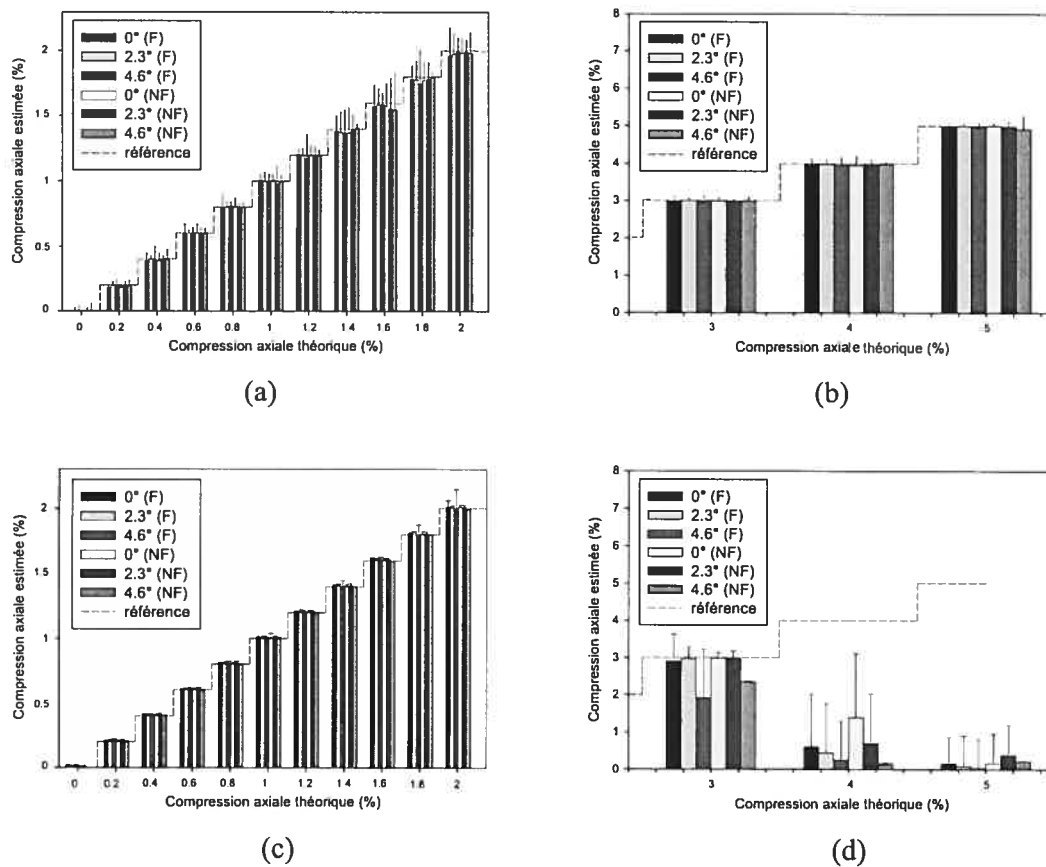 2
1.5
1
0.5
0
Compression axiale estimée (%)
0° (F)
2.3° (F)
4.6° (F)
0° (NF)
2.3° (NF)
4.6° (NF)
référence
0 0.2 0.4 0.6 0.8 1 1.2 1.4 1.6 1.8 2
Compression axiale théorique (%)
(a)
8
7
6
5
4
3
2
1
0
Compression axiale estimée (%)
0° (F)
2.3° (F)
4.6° (F)
0° (NF)
2.3° (NF)
4.6° (NF)
référence
3 4 5
Compression axiale théorique (%)
(b)
2
1.5
1
0.5
0
Compression axiale estimée (%)
0° (F)
2.3° (F)
4.6° (F)
0° (NF)
2.3° (NF)
4.6° (NF)
référence
0 0.2 0.4 0.6 0.8 1 1.2 1.4 1.6 1.8 2
Compression axiale théorique (%)
(c)
8
7
6
5
4
3
2
1
0
Compression axiale estimée (%)
0° (F)
2.3° (F)
4.6° (F)
0° (NF)
2.3° (NF)
4.6° (NF)
référence
3 4 5
Compression axiale théorique (%)
(d)